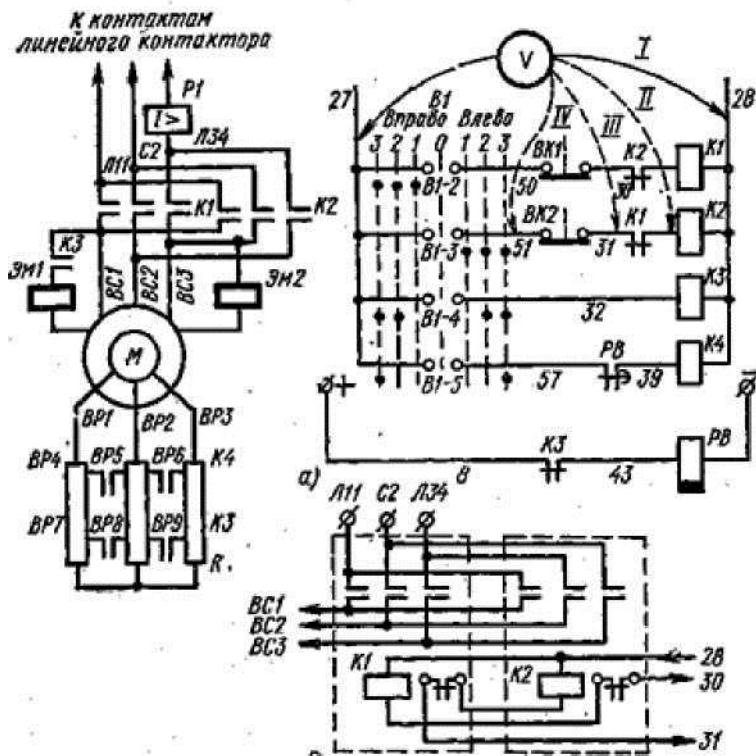 К контактам
линейного контактора
Р1
I>
Л34
Л11
С2
К1
К2
К3
ЭМ1
ВС1
ВС2
ВС3
ЭМ2
М
ВР1
ВР2
ВР3
ВР4
ВР5
ВР6
К4
ВР7
ВР8
ВР9
К3
R
V
I
II
III
IV
27
28
В1
Вправо
Влево
3 2 1 0 1 2 3
ВК1
К2
К1
В1-2
50
30
ВК2
К1
К2
В1-3
51
31
К3
В1-4
32
К4
РВ
В1-5
57
39
+
-
К3
РВ
8
43
а)
Л11 С2 Л34
ВС1
ВС2
ВС3
К1
К2
28
30
31